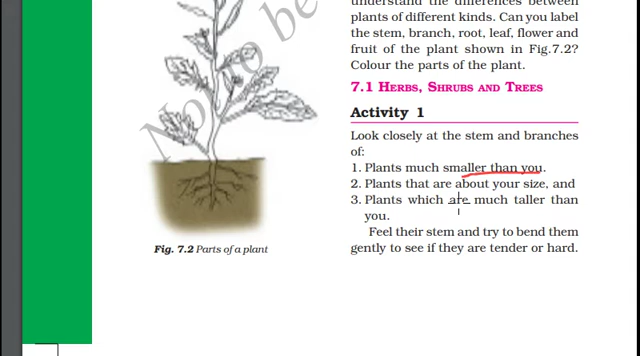 understand the differences between
plants of different kinds. Can you label
the stem, branch, root, leaf, flower and
fruit of the plant shown in Fig.7.2?
Colour the parts of the plant.
7.1 HERBS, SHRUBS AND TREES
Activity 1
Look closely at the stem and branches
of:
1. Plants much smaller than you.
2. Plants that are about your size, and
3. Plants which are much taller than
you.
Feel their stem and try to bend them
gently to see if they are tender or hard.
Fig. 7.2 Parts of a plant
Not to be